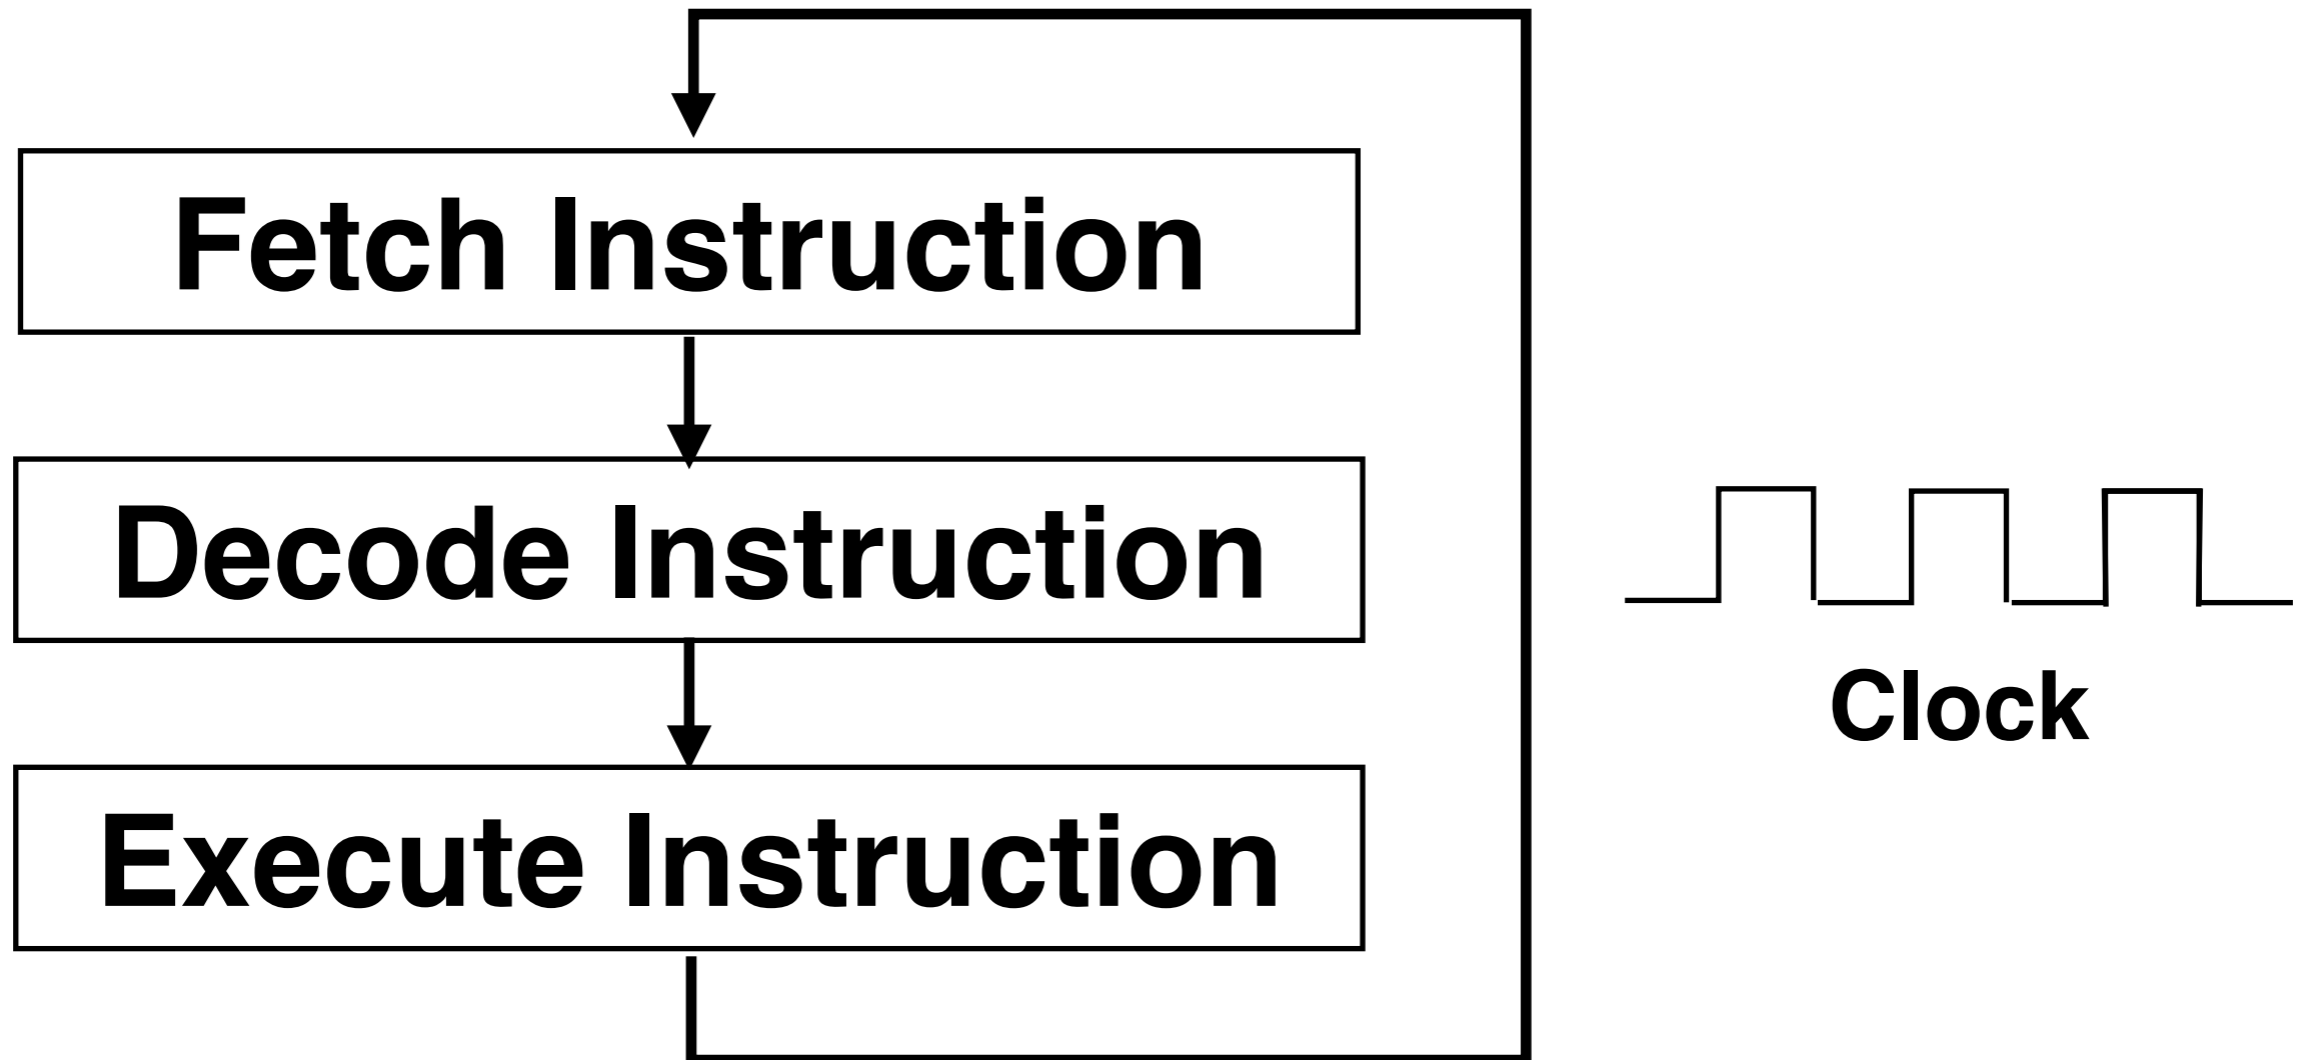 Fetch Instruction
Decode Instruction
Execute Instruction
Clock